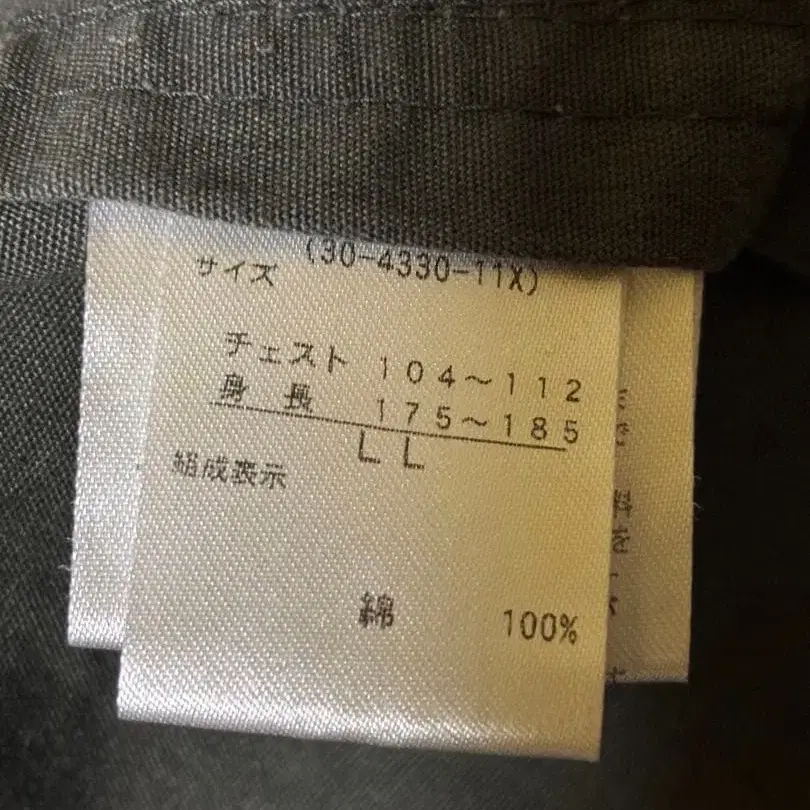 (30-4330-11X)
サイズ
チェスト 104～112
身長 175～185
LL
組成表示
綿 100%